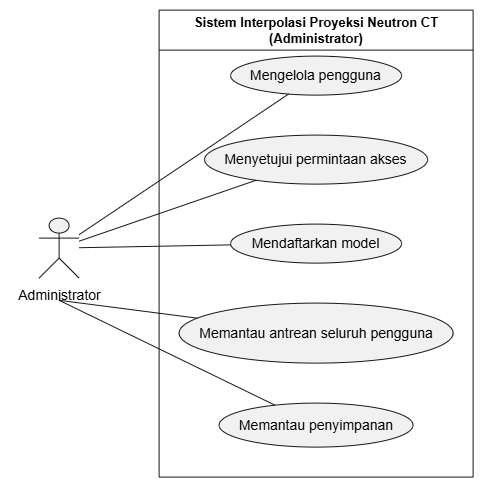 Sistem Interpolasi Proyeksi Neutron CT
(Administrator)
Mengelola pengguna
Menyetujui permintaan akses
Mendaftarkan model
Administrator
Memantau antrean seluruh pengguna
Memantau penyimpanan